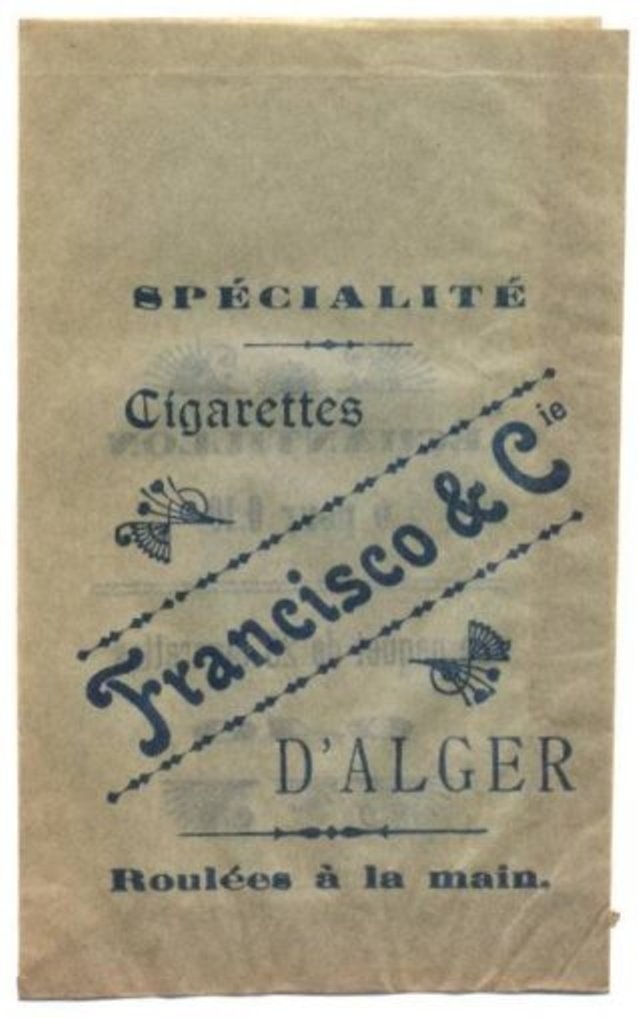 SPÉCIALITÉ
Cigarettes
Francisco & Cie
D'ALGER
Roulées à la main.